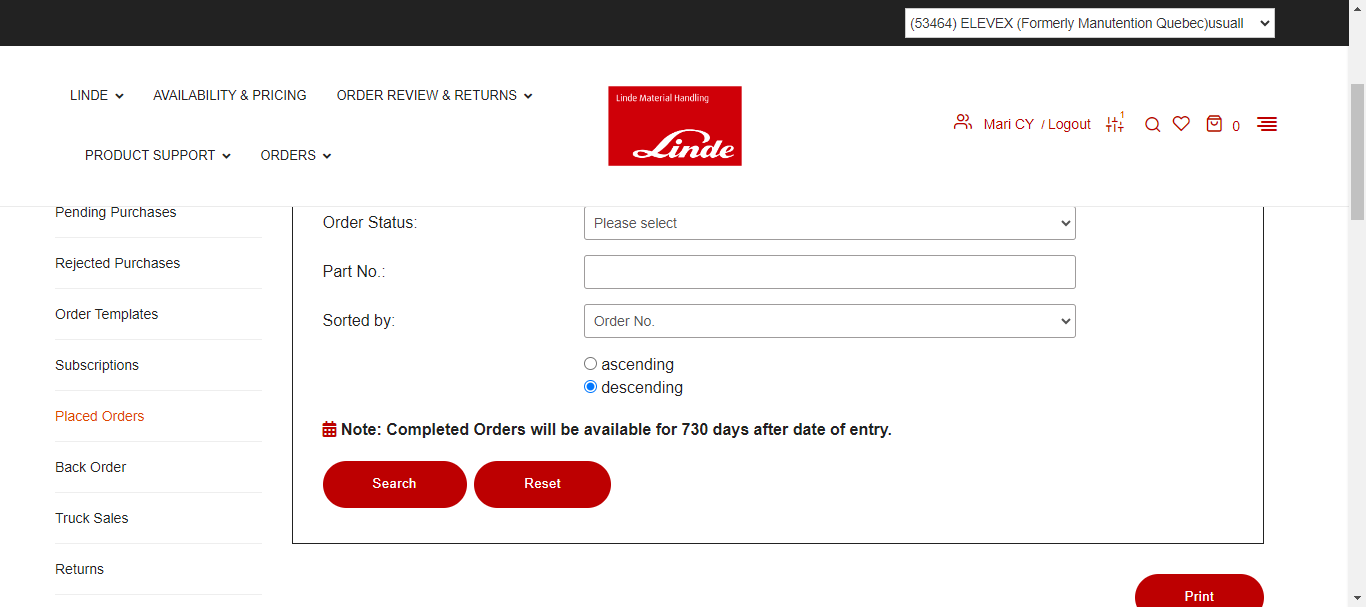 (53464) ELEVEX (Formerly Manutention Quebec)usuall
LINDE AVAILABILITY & PRICING ORDER REVIEW & RETURNS
PRODUCT SUPPORT ORDERS
Linde Material Handling
Linde
Mari CY / Logout 1 0
Pending Purchases
Rejected Purchases
Order Templates
Subscriptions
Placed Orders
Back Order
Truck Sales
Returns
Order Status: Please select
Part No.:
Sorted by: Order No.
ascending
descending
Note: Completed Orders will be available for 730 days after date of entry.
Search Reset
Print